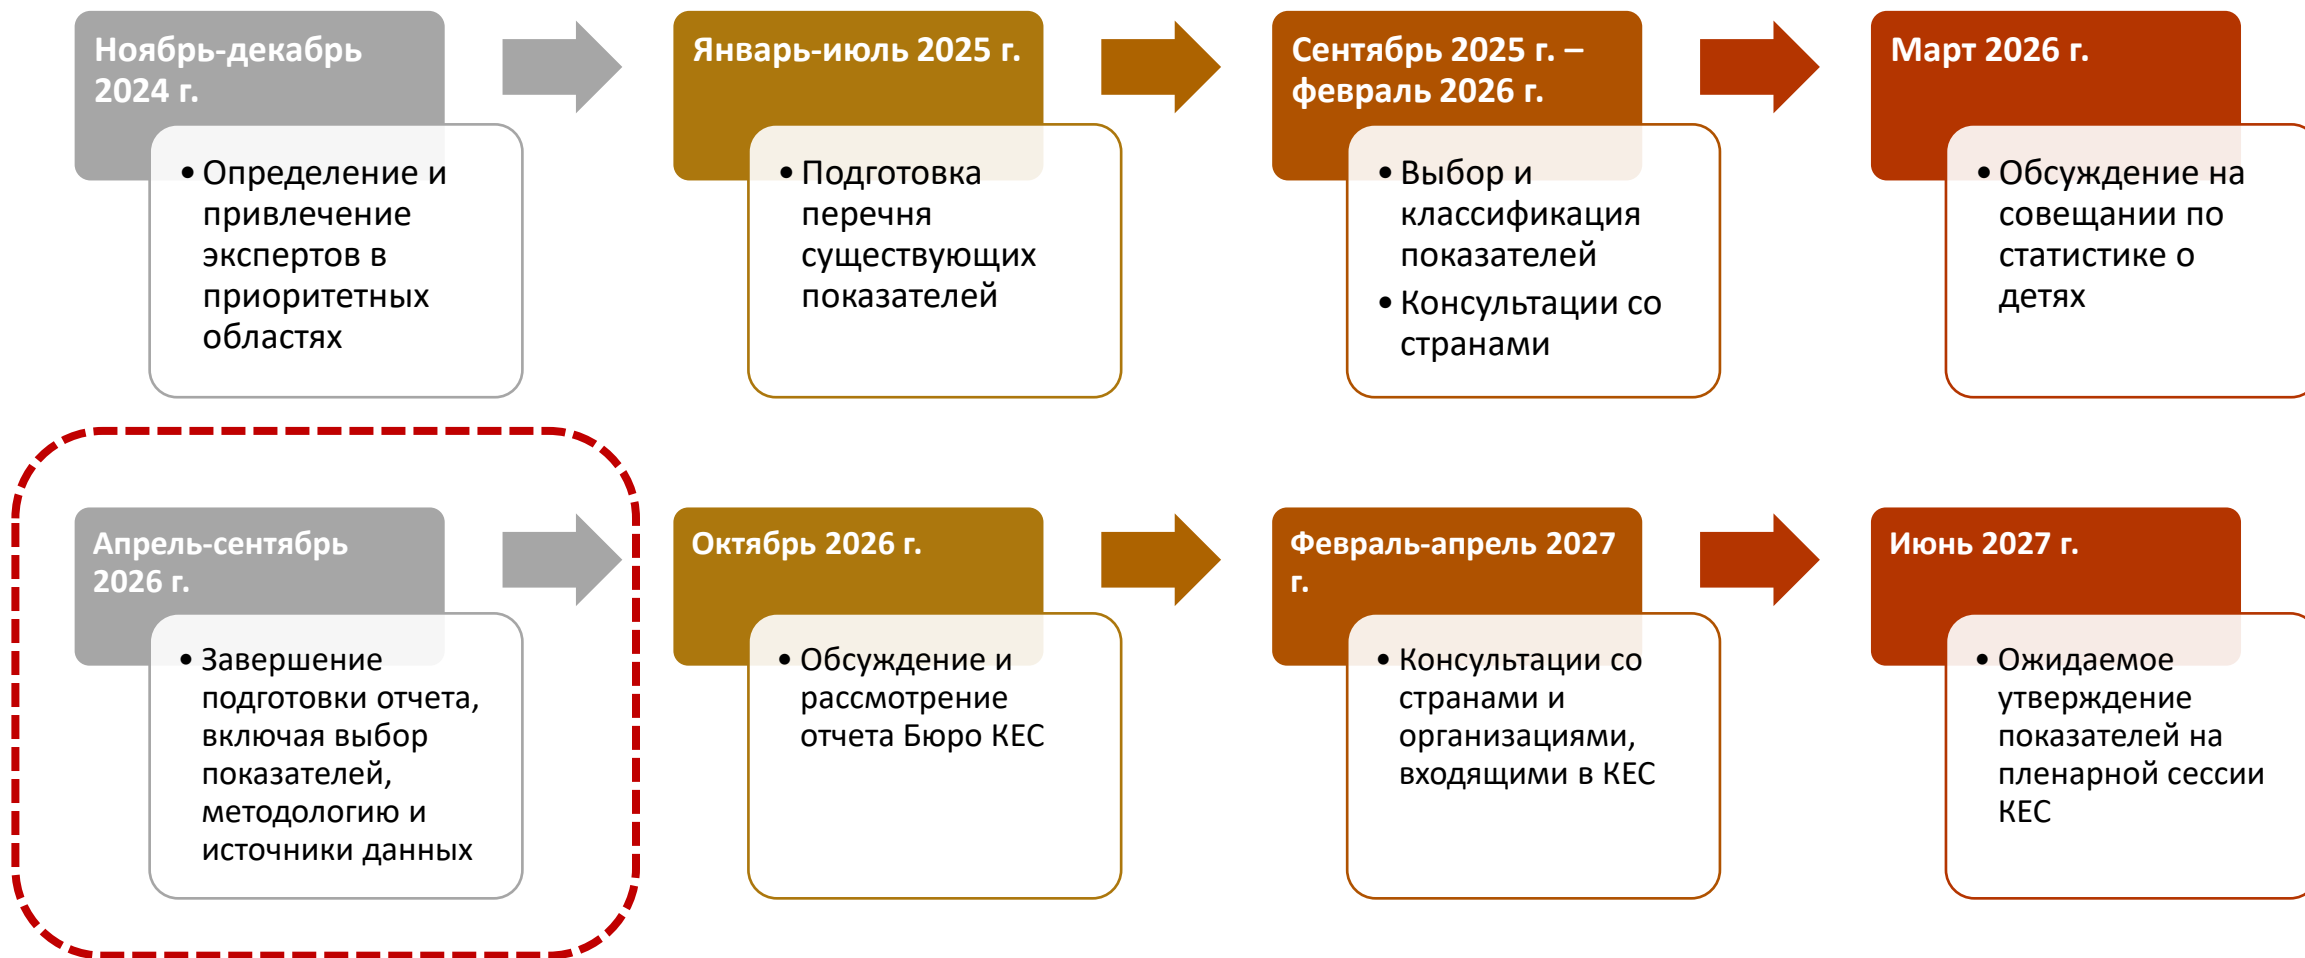 Ноябрь-декабрь
2024 г.
• Определение и
привлечение
экспертов в
приоритетных
областях
Январь-июль 2025 г.
• Подготовка
перечня
существующих
показателей
Сентябрь 2025 г. –
февраль 2026 г.
• Выбор и
классификация
показателей
• Консультации со
странами
Март 2026 г.
• Обсуждение на
совещании по
статистике о
детях
Апрель-сентябрь
2026 г.
• Завершение
подготовки отчета,
включая выбор
показателей,
методологию и
источники данных
Октябрь 2026 г.
• Обсуждение и
рассмотрение
отчета Бюро КЕС
Февраль-апрель 2027
г.
• Консультации со
странами и
организациями,
входящими в КЕС
Июнь 2027 г.
• Ожидаемое
утверждение
показателей на
пленарной сессии
КЕС